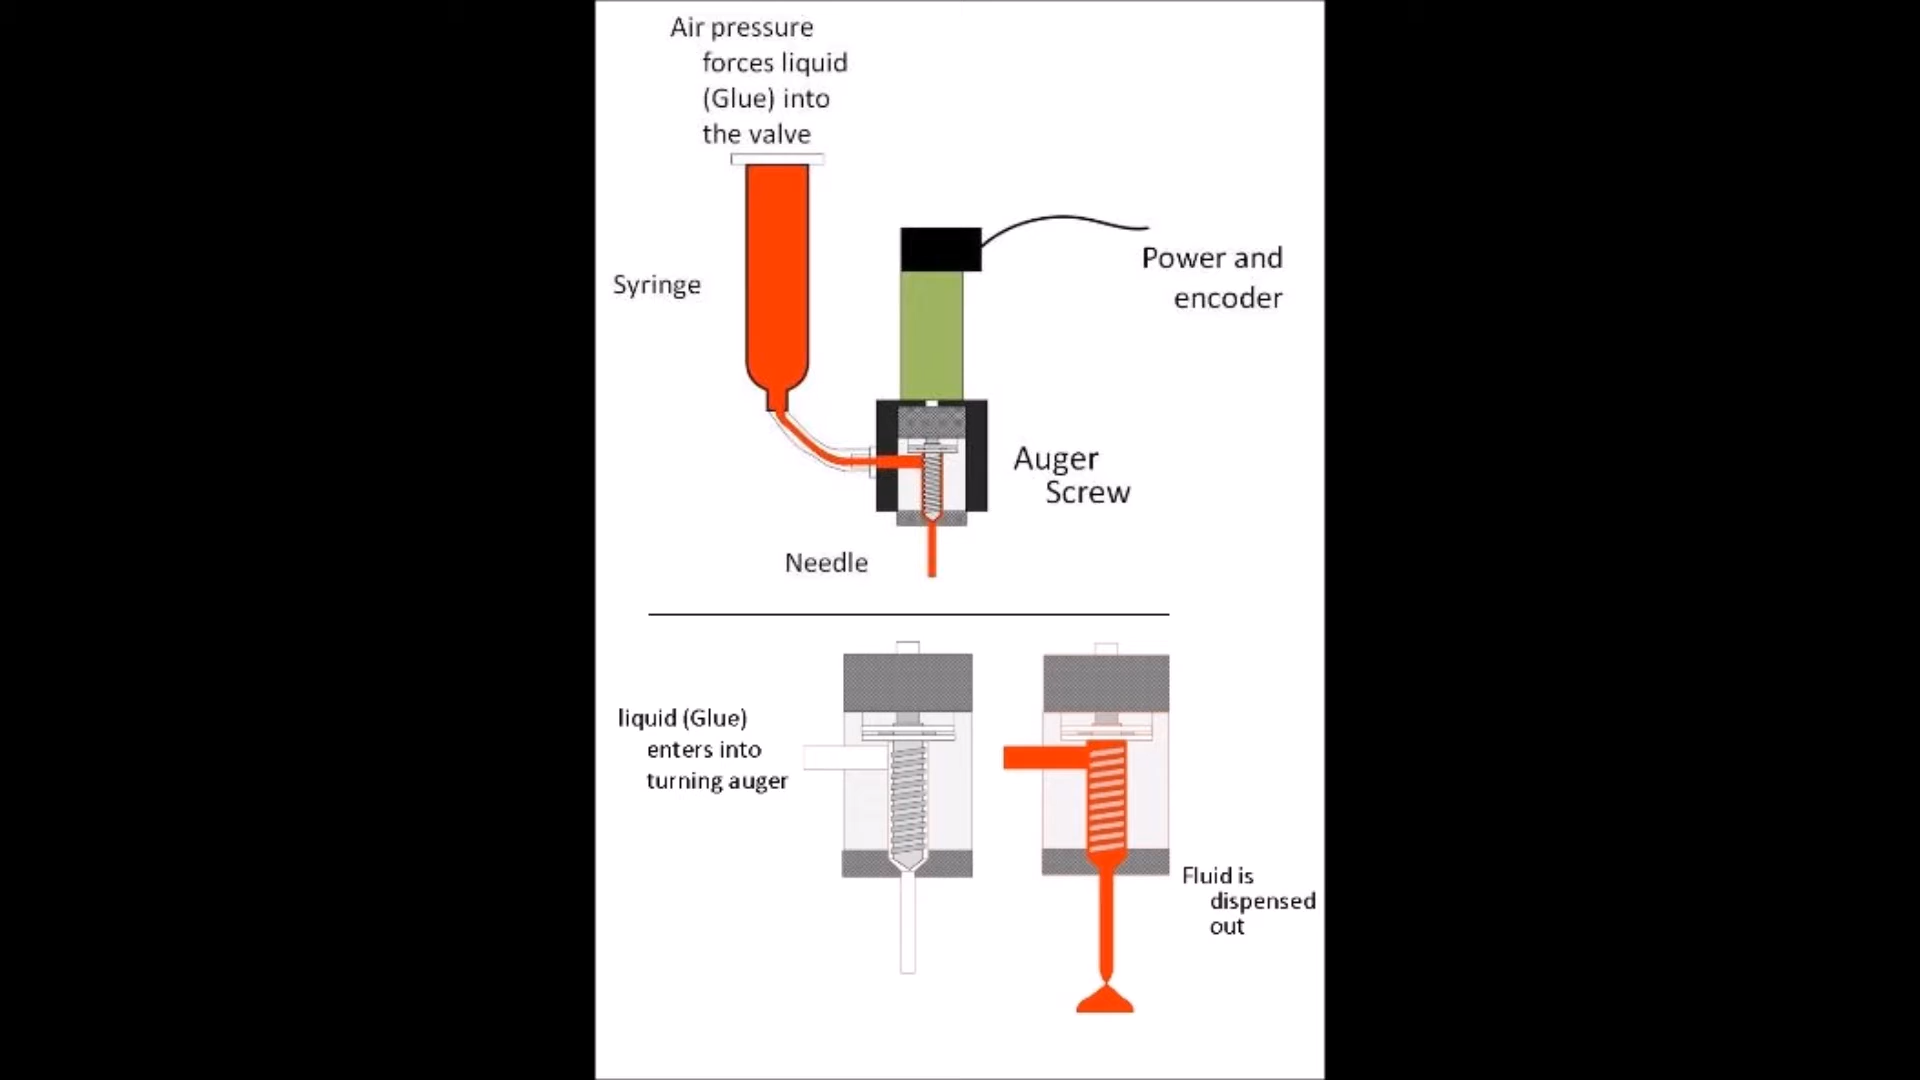 Air pressure
forces liquid
(Glue) into
the valve
Syringe
Power and
encoder
Auger
Screw
Needle
liquid (Glue)
enters into
turning auger
Fluid is
dispensed
out